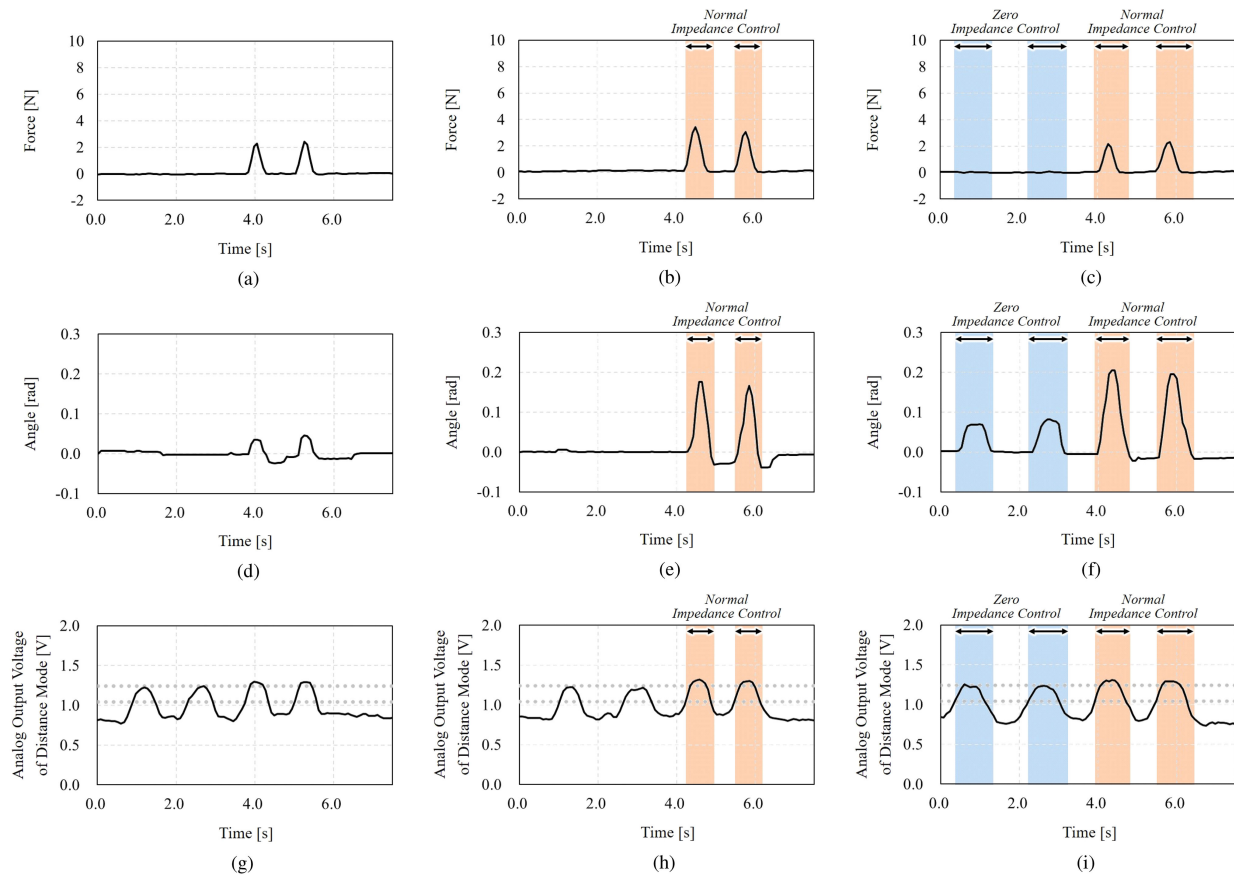 Normal
Impedance Control
Zero
Impedance Control
Normal
Impedance Control
Force [N]
10
8
6
4
2
0
-2
0.0 2.0 4.0 6.0
Time [s]
(a)
Force [N]
10
8
6
4
2
0
-2
0.0 2.0 4.0 6.0
Time [s]
(b)
Force [N]
10
8
6
4
2
0
-2
0.0 2.0 4.0 6.0
Time [s]
(c)
Angle [rad]
0.3
0.2
0.1
0.0
-0.1
0.0 2.0 4.0 6.0
Time [s]
(d)
Normal
Impedance Control
Angle [rad]
0.3
0.2
0.1
0.0
-0.1
0.0 2.0 4.0 6.0
Time [s]
(e)
Zero
Impedance Control
Normal
Impedance Control
Angle [rad]
0.3
0.2
0.1
0.0
-0.1
0.0 2.0 4.0 6.0
Time [s]
(f)
Analog Output Voltage
of Distance Mode [V]
2.0
1.5
1.0
0.5
0.0
0.0 2.0 4.0 6.0
Time [s]
(g)
Normal
Impedance Control
Analog Output Voltage
of Distance Mode [V]
2.0
1.5
1.0
0.5
0.0
0.0 2.0 4.0 6.0
Time [s]
(h)
Zero
Impedance Control
Normal
Impedance Control
Analog Output Voltage
of Distance Mode [V]
2.0
1.5
1.0
0.5
0.0
0.0 2.0 4.0 6.0
Time [s]
(i)